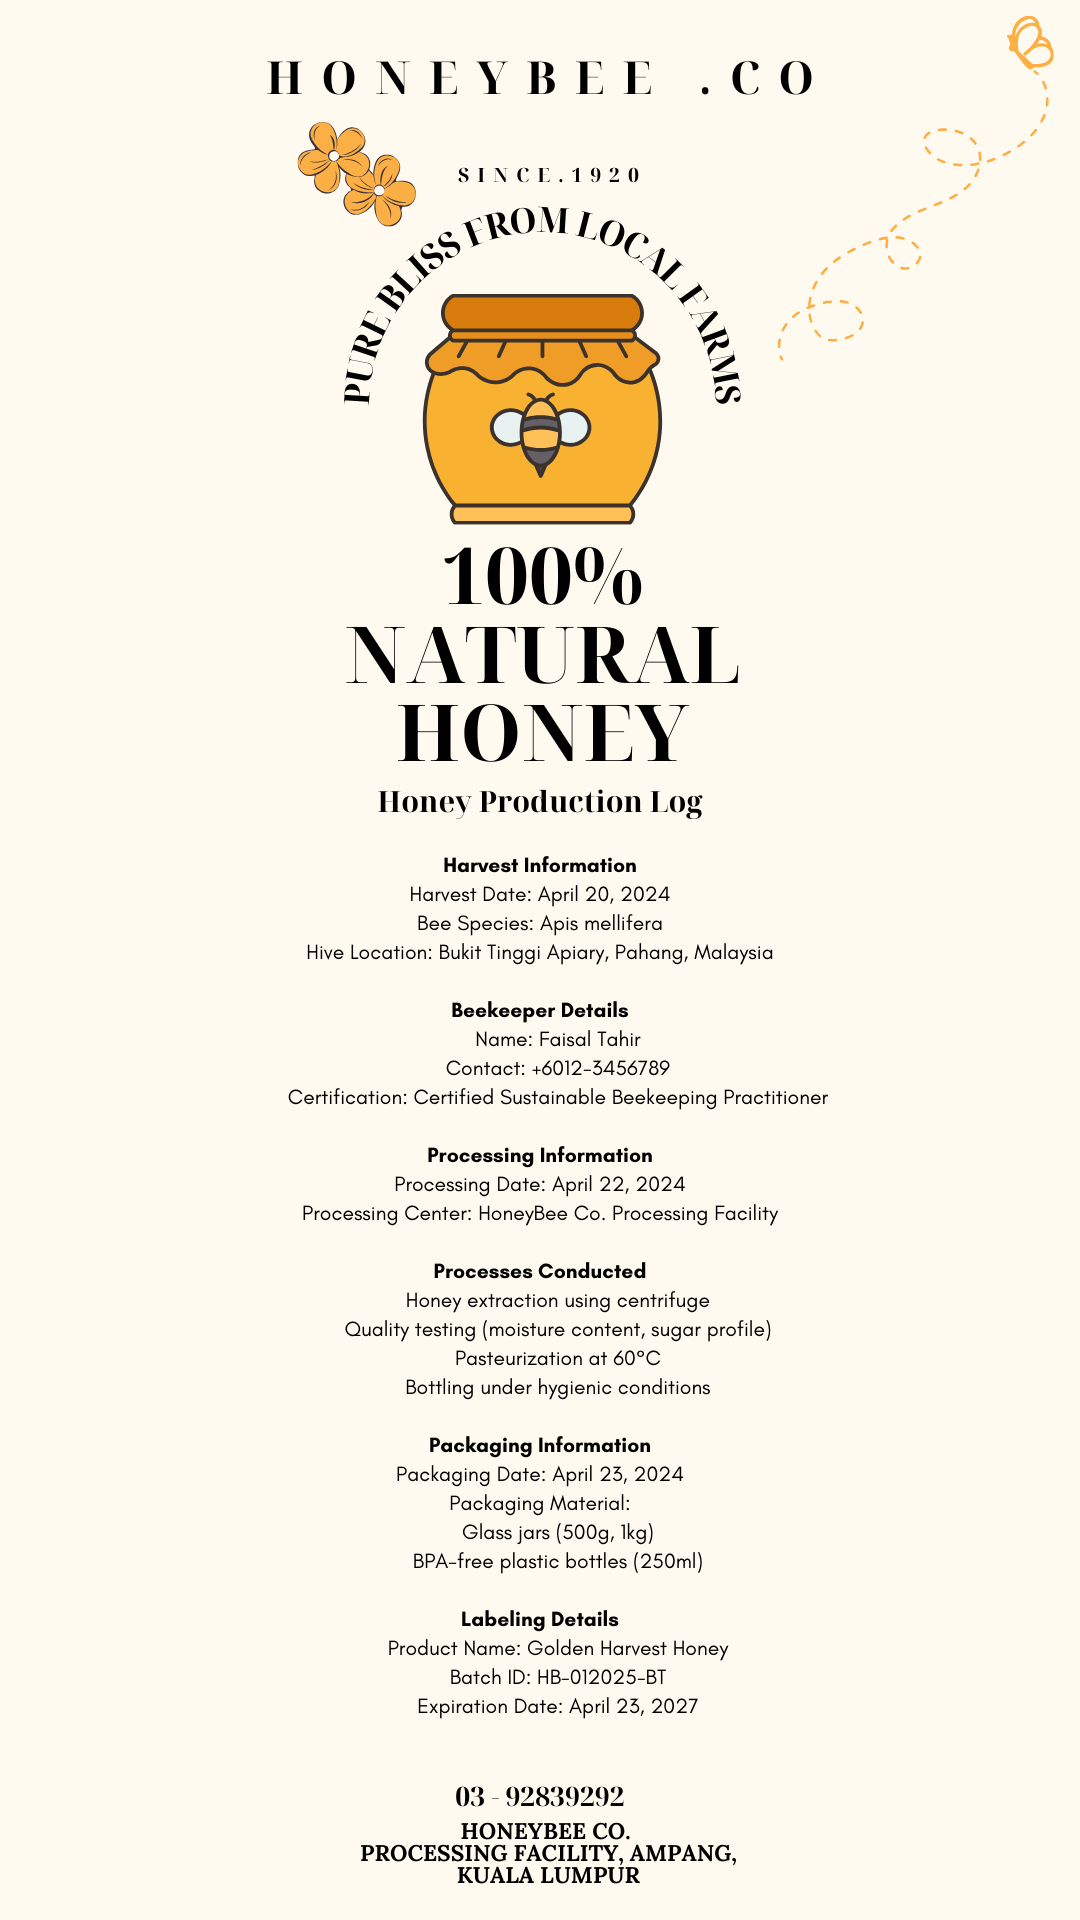 HONEYBEE .CO
SINCE.1920
PURE BLISS FROM LOCAL FARMS
100%
NATURAL
HONEY
Honey Production Log
Harvest Information
Harvest Date: April 20, 2024
Bee Species: Apis mellifera
Hive Location: Bukit Tinggi Apiary, Pahang, Malaysia
Beekeeper Details
Name: Faisal Tahir
Contact: +6012-3456789
Certification: Certified Sustainable Beekeeping Practitioner
Processing Information
Processing Date: April 22, 2024
Processing Center: HoneyBee Co. Processing Facility
Processes Conducted
Honey extraction using centrifuge
Quality testing (moisture content, sugar profile)
Pasteurization at 60°C
Bottling under hygienic conditions
Packaging Information
Packaging Date: April 23, 2024
Packaging Material:
Glass jars (500g, 1kg)
BPA-free plastic bottles (250ml)
Labeling Details
Product Name: Golden Harvest Honey
Batch ID: HB-012025-BT
Expiration Date: April 23, 2027
03 - 92839292
HONEYBEE CO.
PROCESSING FACILITY, AMPANG,
KUALA LUMPUR